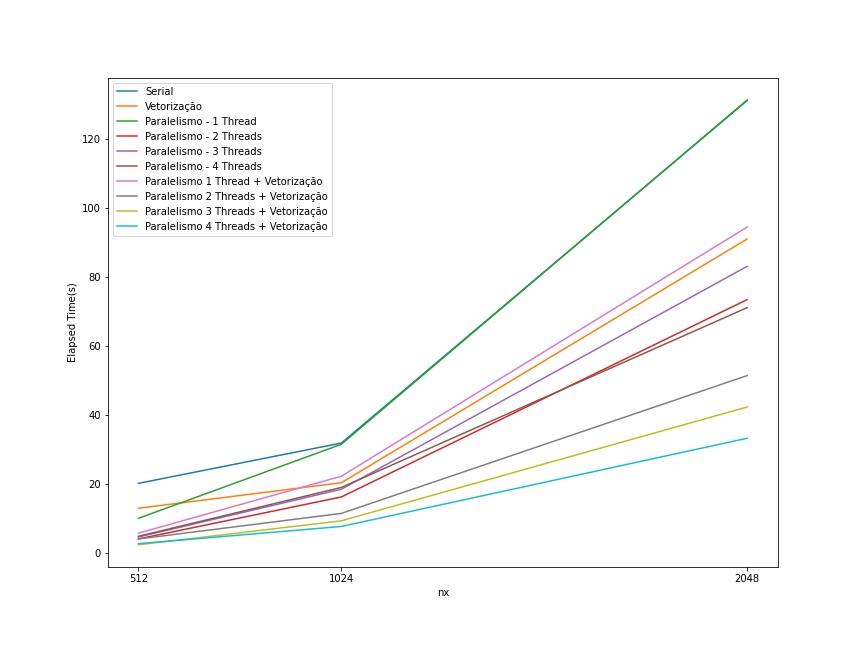 Serial
Vetorização
Paralelismo - 1 Thread
Paralelismo - 2 Threads
Paralelismo - 3 Threads
Paralelismo - 4 Threads
Paralelismo 1 Thread + Vetorização
Paralelismo 2 Threads + Vetorização
Paralelismo 3 Threads + Vetorização
Paralelismo 4 Threads + Vetorização
120
100
80
60
40
20
0
Elapsed Time(s)
512 1024 2048
nx